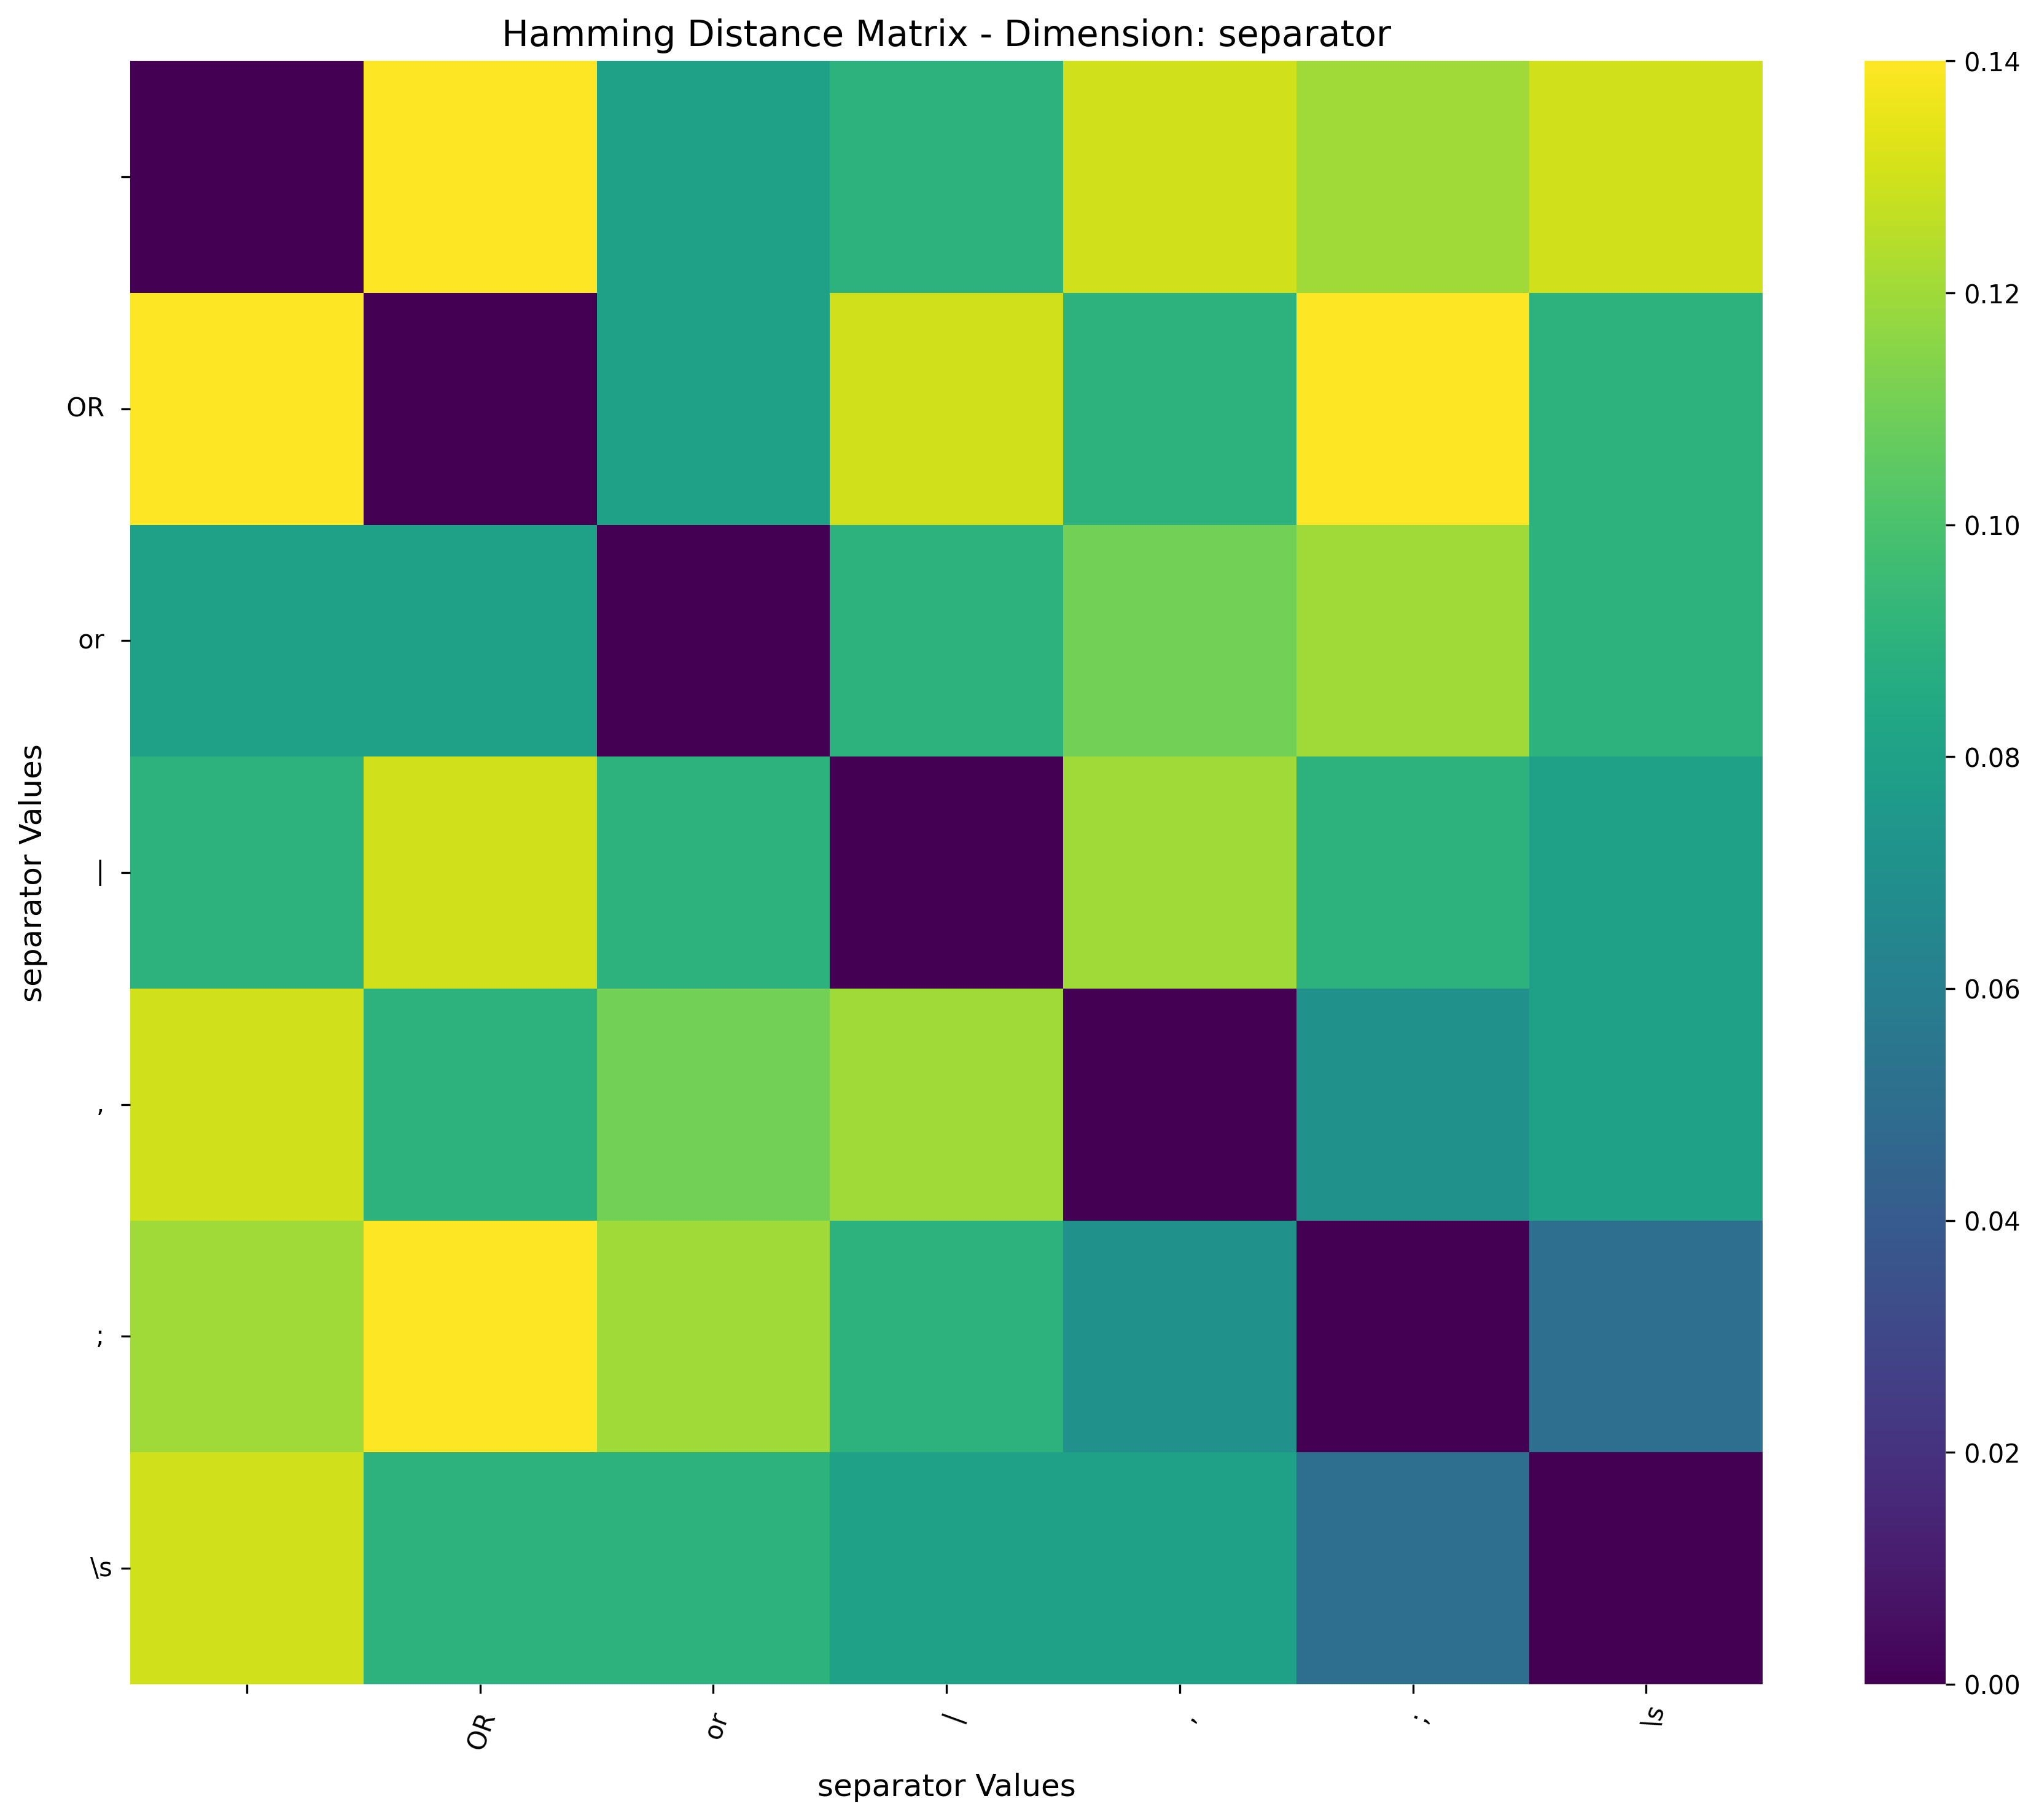 Hamming Distance Matrix - Dimension: separator
0.14
0.12
0.10
0.08
0.06
0.04
0.02
0.00
separator Values
OR
or
|
,
;
\s
OR
or
|
,
;
\s
separator Values